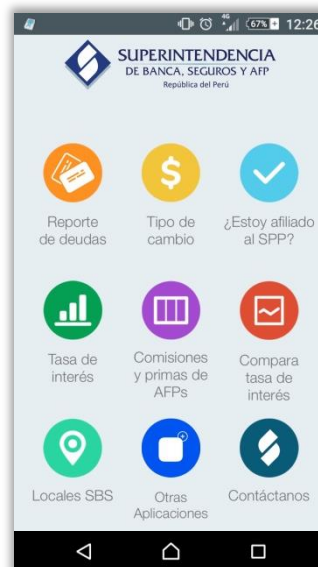 4G
67%
12:26
SUPERINTENDENCIA
DE BANCA, SEGUROS Y AFP
República del Perú
Reporte
de deudas
Tipo de
cambio
¿Estoy afiliado
al SPP?
Tasa de
interés
Comisiones
y primas de
AFPs
Compara
tasa de
interés
Locales SBS
Otras
Aplicaciones
Contáctanos